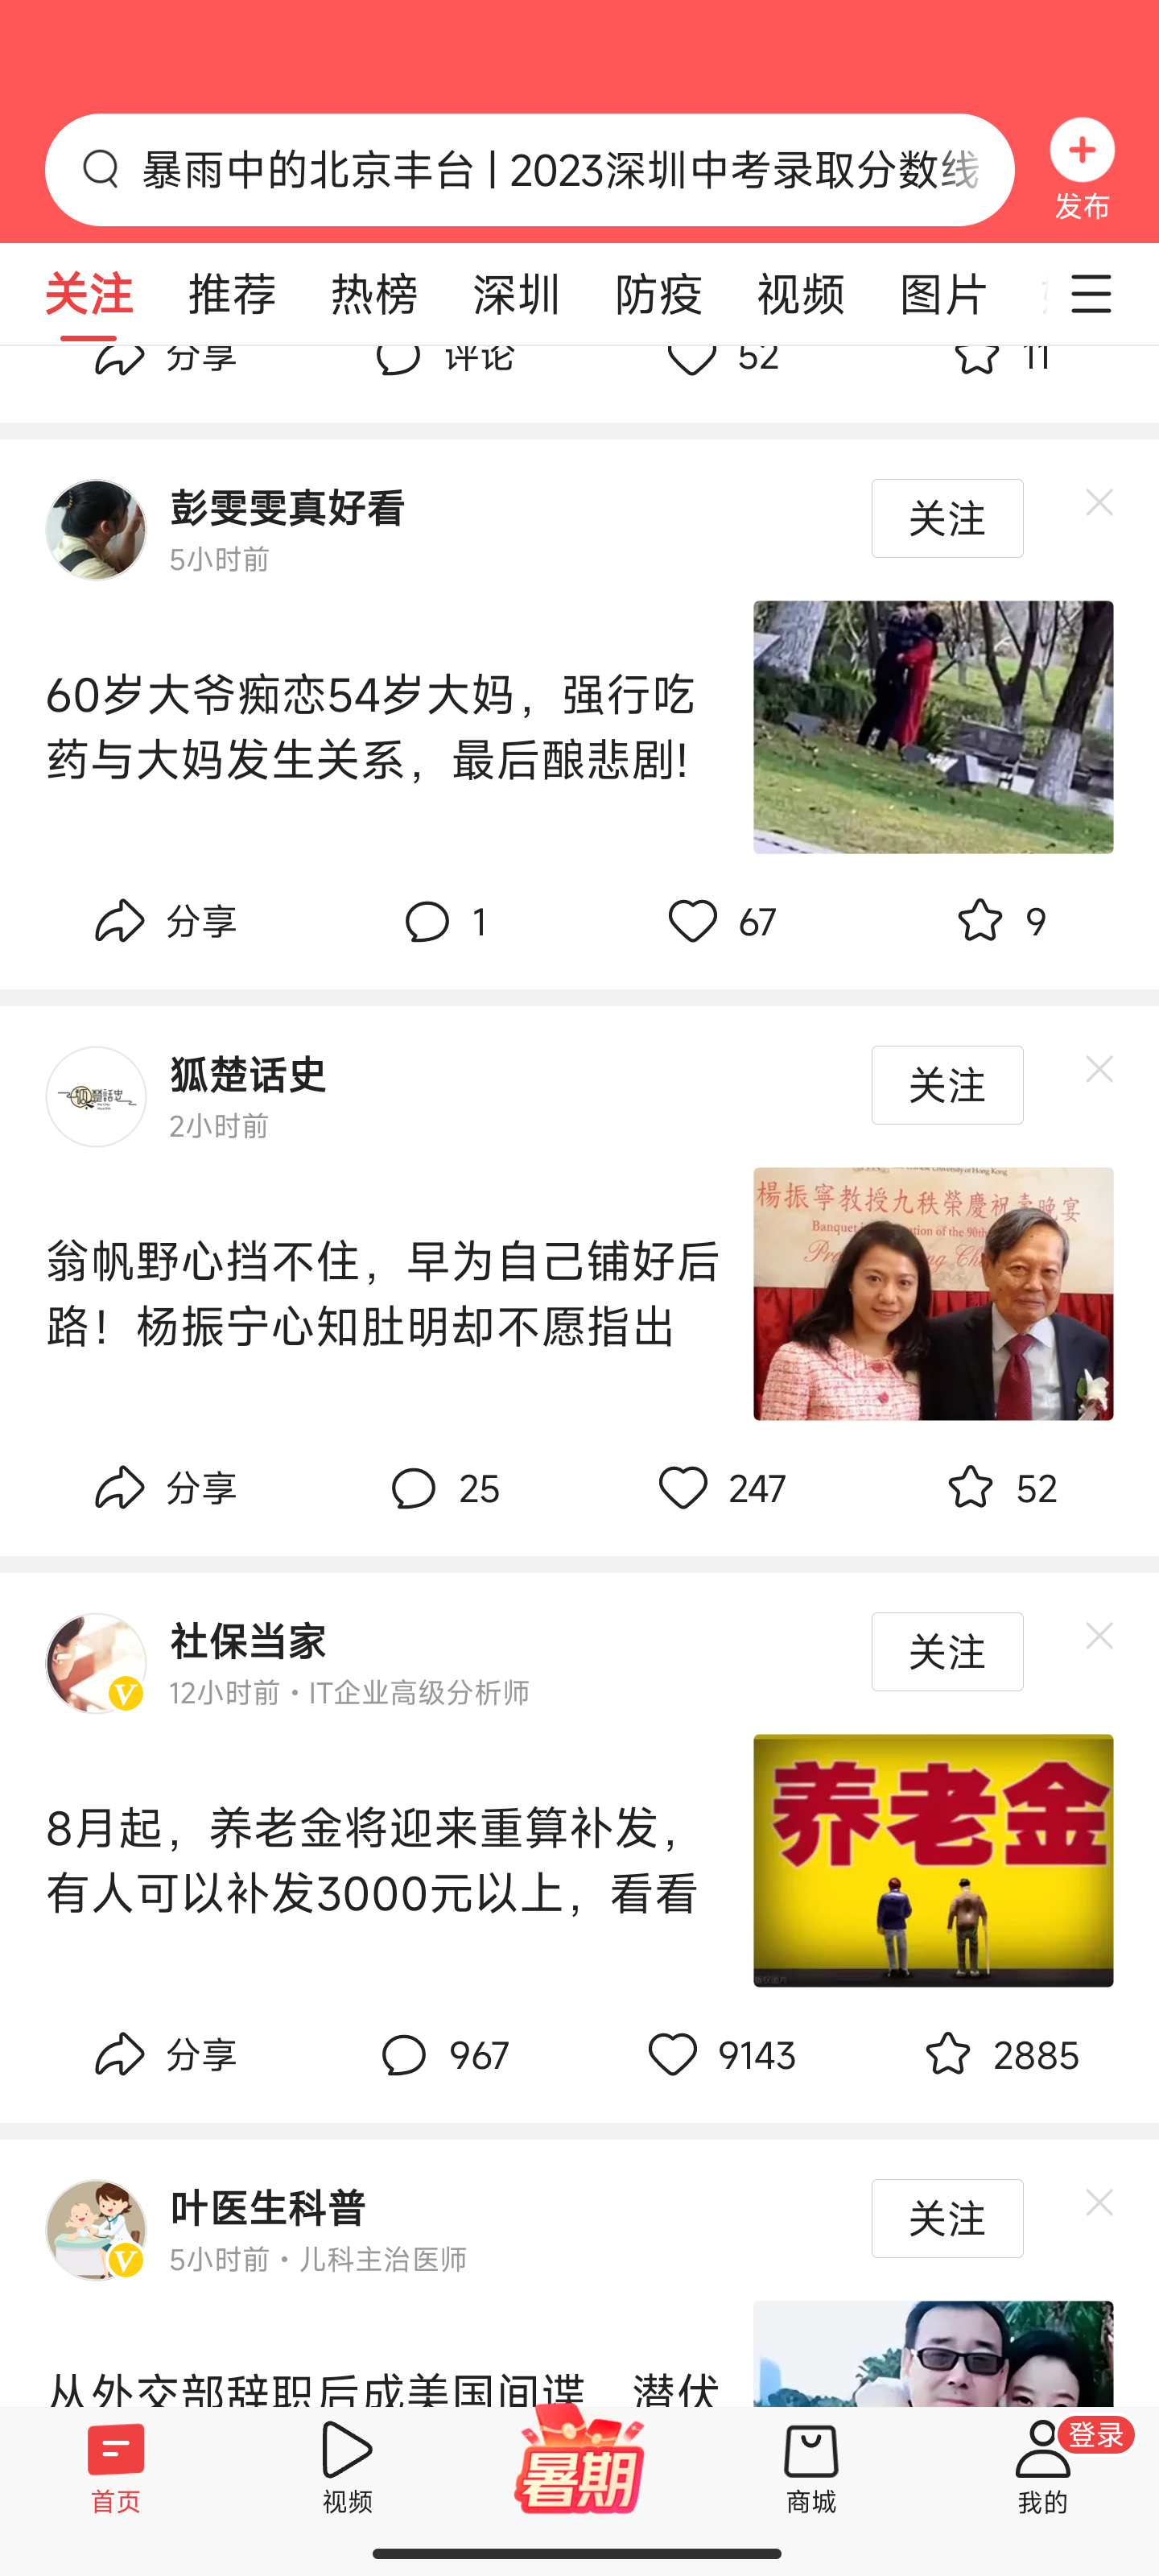 暴雨中的北京丰台 | 2023深圳中考录取分数线
发布
关注 推荐 热榜 深圳 防疫 视频 图片
分享 评论 52 11
彭雯雯真好看
5小时前
关注
60岁大爷痴恋54岁大妈，强行吃
药与大妈发生关系，最后酿悲剧！
分享 1 67 9
狐楚话史
2小时前
关注
翁帆野心挡不住，早为自己铺好后
路！杨振宁心知肚明却不愿指出
楊振寧教授九秩榮慶祝壽晚宴
分享 25 247 52
社保当家
12小时前・IT企业高级分析师
关注
8月起，养老金将迎来重算补发，
有人可以补发3000元以上，看看
养老金
分享 967 9143 2885
叶医生科普
5小时前・儿科主治医师
关注
从外交部辞职后成美国间谍 潜伏
首页 视频 暑期 商城 我的 登录